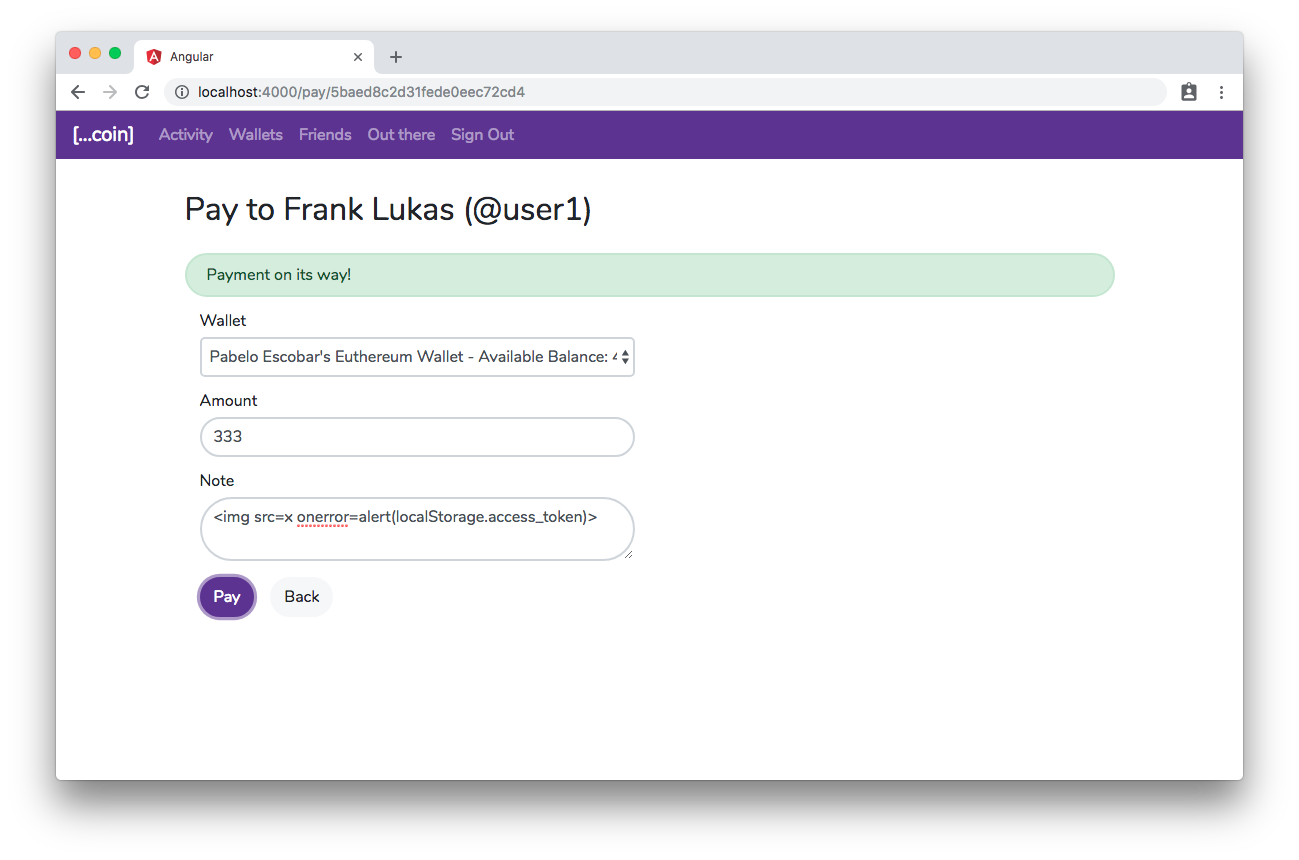 Angular
localhost:4000/pay/5baed8c2d31fede0eec72cd4
[...coin] Activity Wallets Friends Out there Sign Out
Pay to Frank Lukas (@user1)
Payment on its way!
Wallet
Pabelo Escobar's Euthereum Wallet - Available Balance:
Amount
333
Note
<img src=x onerror=alert(localStorage.access_token)>
Pay Back